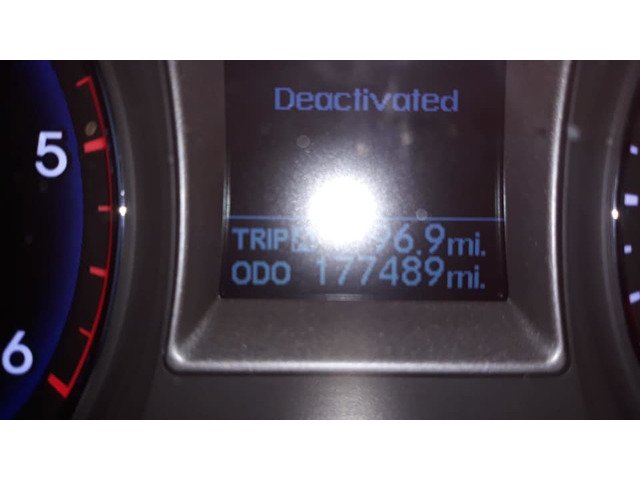 Deactivated
5
TRIP 96.9mi.
ODO 177489mi.
6